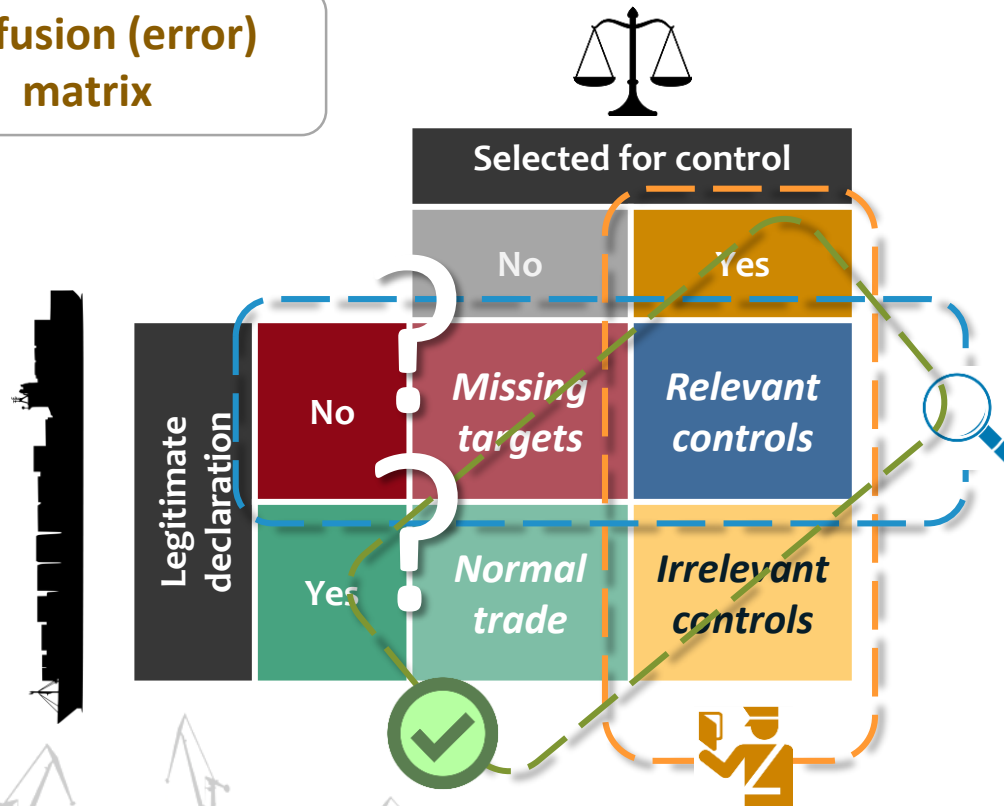 fusion (error)
matrix
Selected for control
No
Yes
Legitimate
declaration
No
Missing
targets
Relevant
controls
Yes
Normal
trade
Irrelevant
controls
?
?